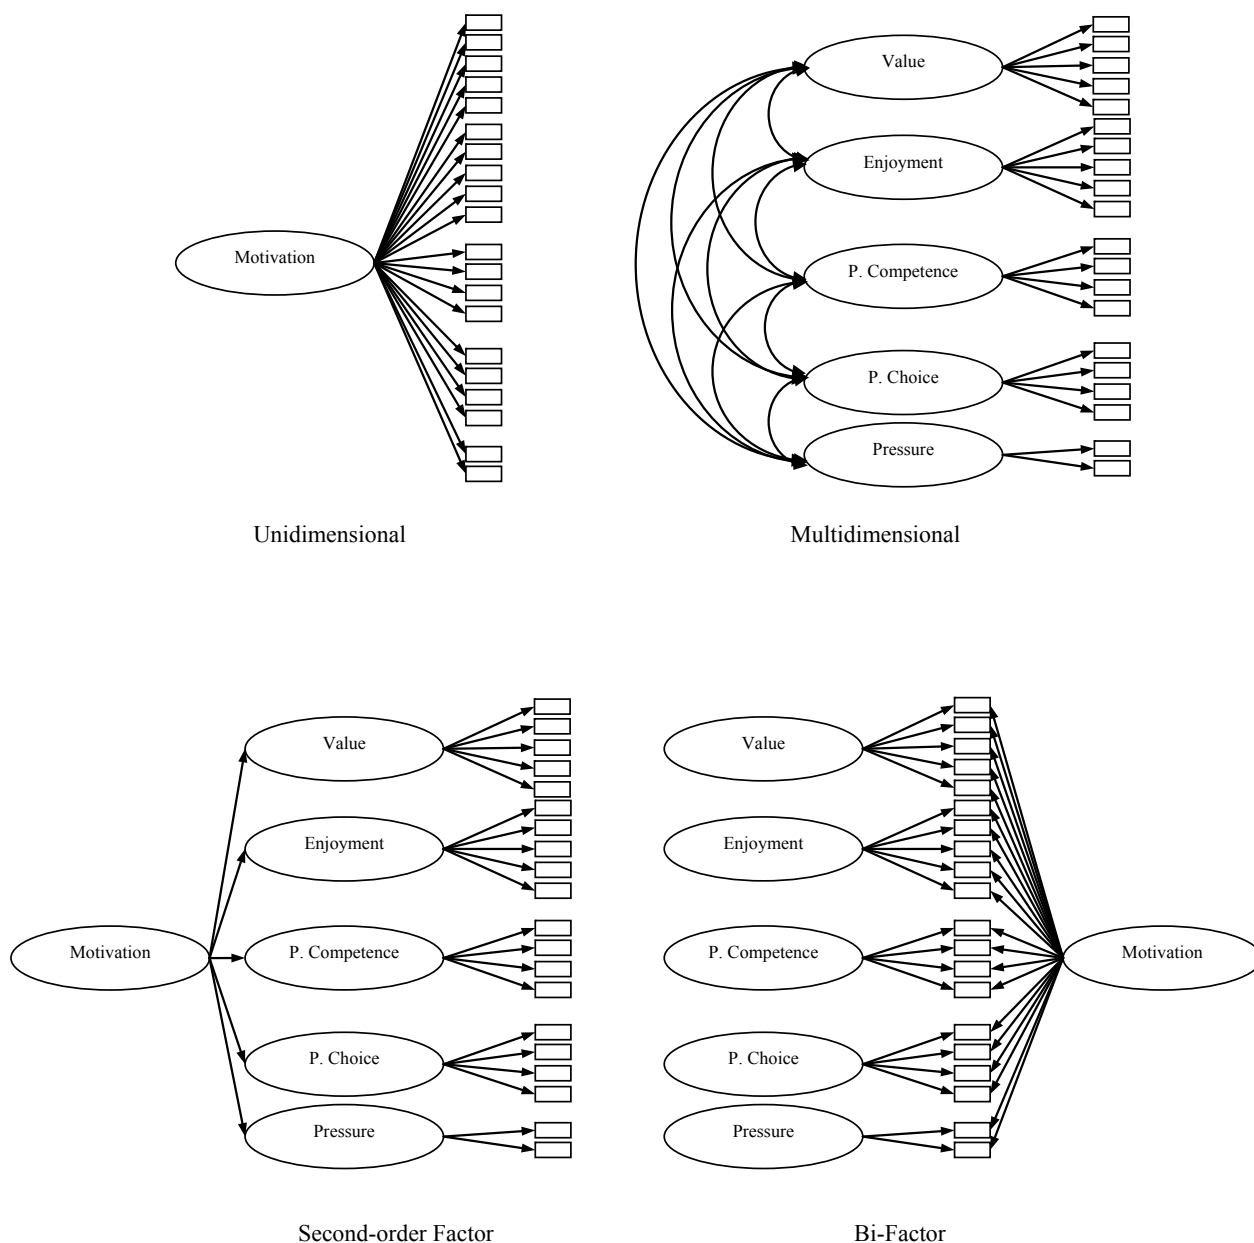 Motivation
Unidimensional
Value
Enjoyment
P. Competence
P. Choice
Pressure
Multidimensional
Motivation
Value
Enjoyment
P. Competence
P. Choice
Pressure
Second-order Factor
Value
Enjoyment
P. Competence
P. Choice
Pressure
Motivation
Bi-Factor